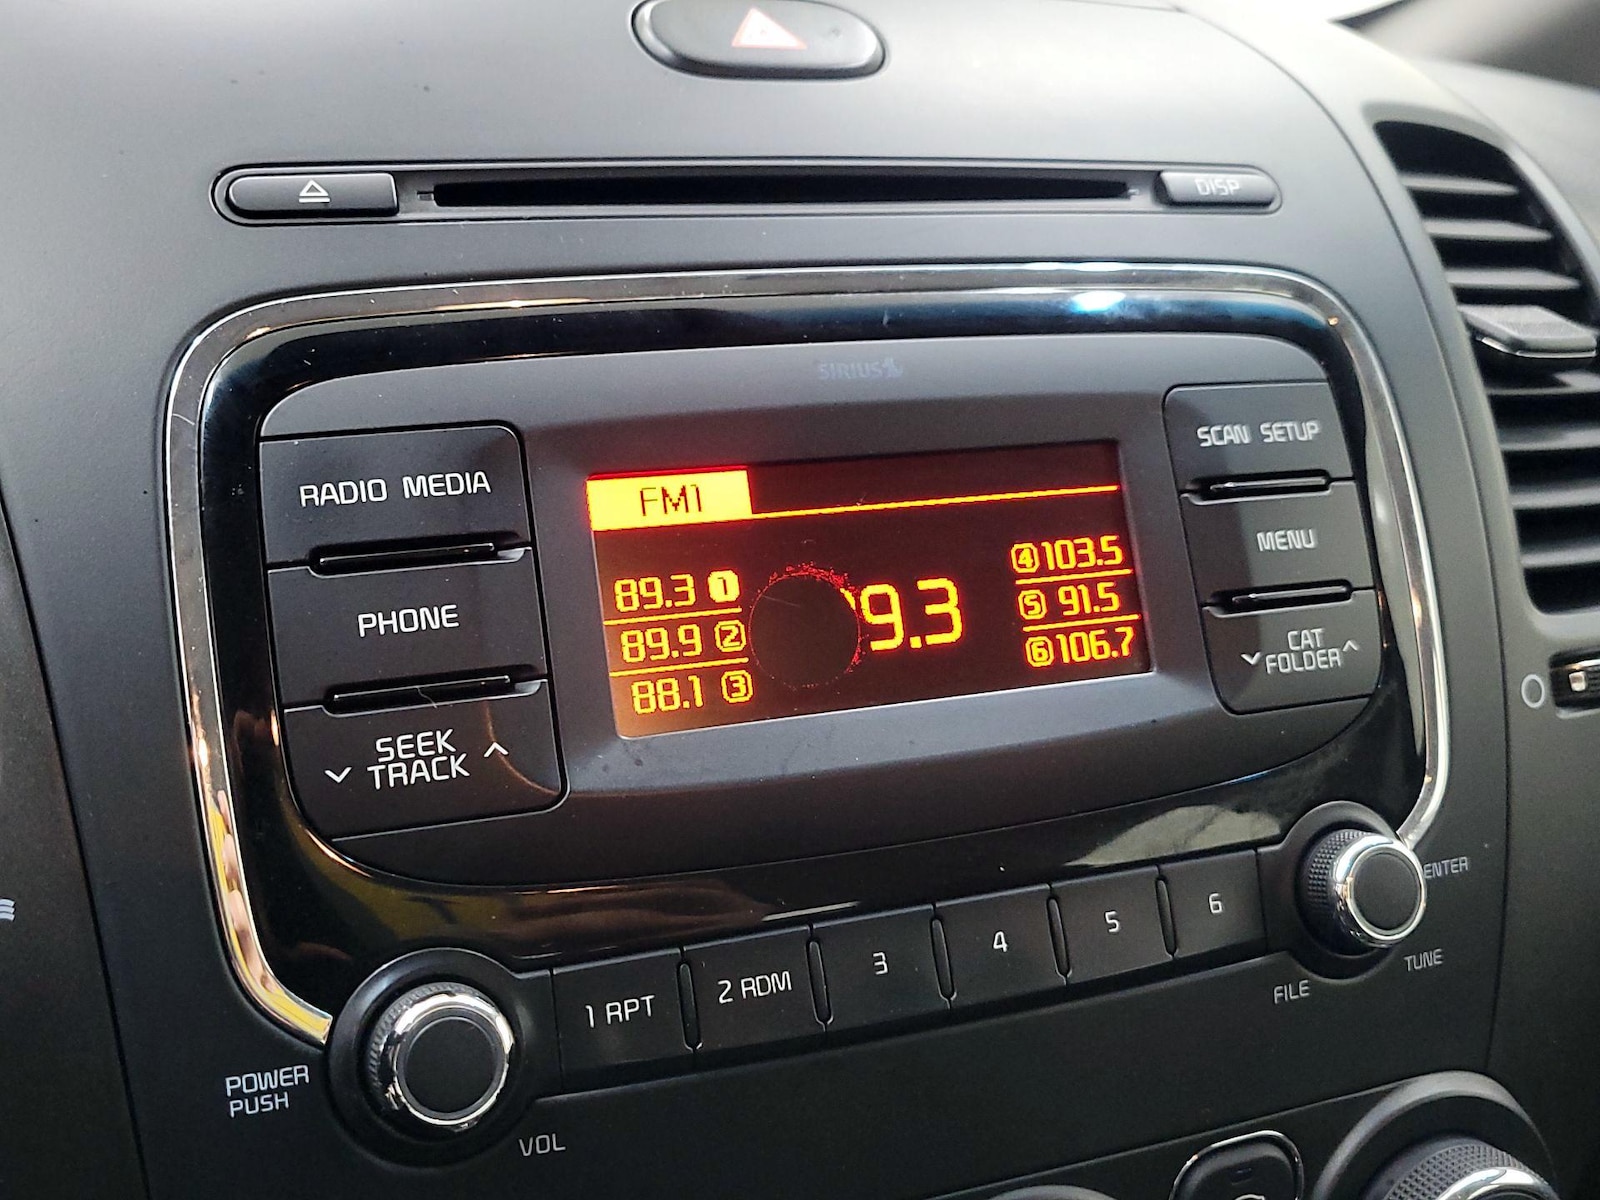 DISP
SIRIUS
RADIO MEDIA
PHONE
SEEK
TRACK
FM1
89.3 1
89.9 2
88.1 3
9.3
4 103.5
5 91.5
6 106.7
SCAN SETUP
MENU
CAT
FOLDER
1 RPT
2 RDM
3
4
5
6
ENTER
TUNE
FILE
POWER
PUSH
VOL